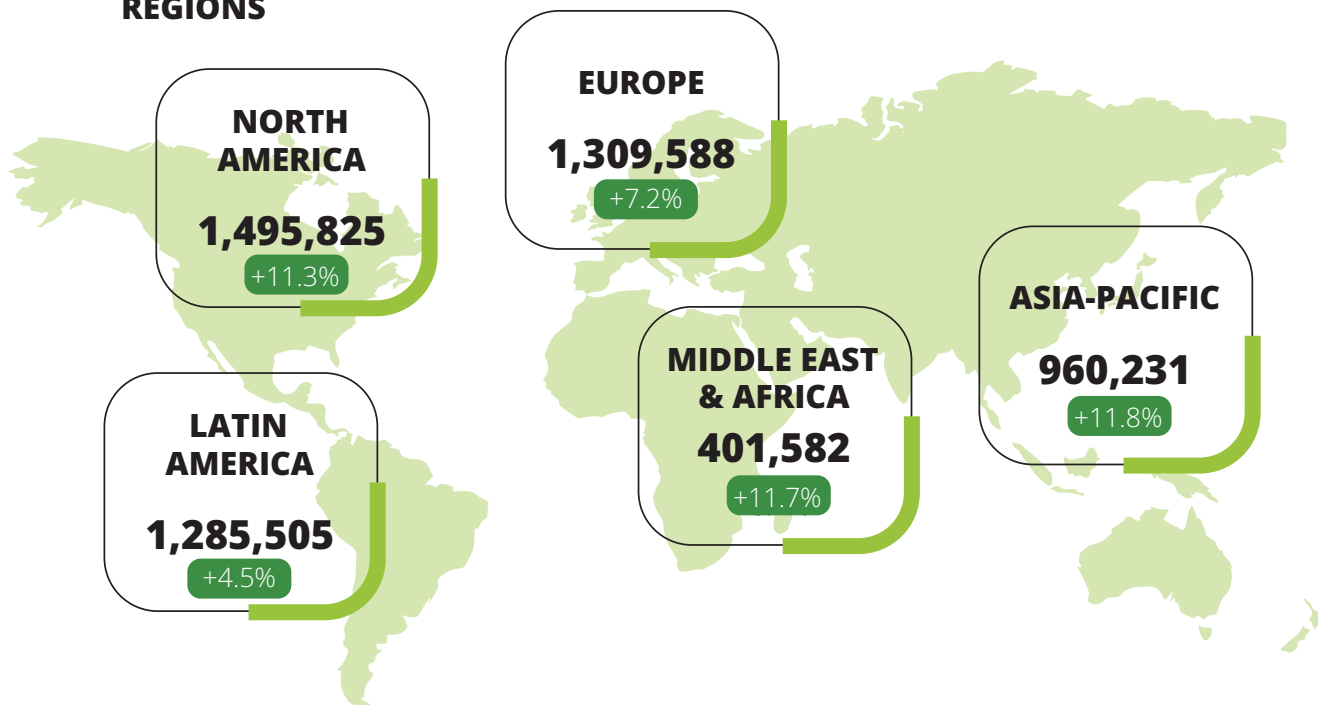 REGIONS
NORTH
AMERICA
1,495,825
+11.3%
EUROPE
1,309,588
+7.2%
ASIA-PACIFIC
960,231
+11.8%
MIDDLE EAST
& AFRICA
401,582
+11.7%
LATIN
AMERICA
1,285,505
+4.5%